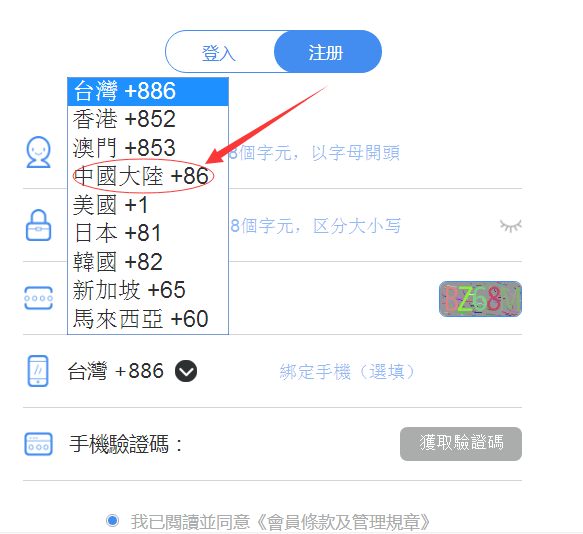 登入 注册
台灣 +886
香港 +852
澳門 +853
8個字元，以字母開頭
中國大陸 +86
美國 +1
8個字元，区分大小写
日本 +81
韓國 +82
新加坡 +65
馬來西亞 +60
台灣 +886 綁定手機（選填）
手機驗證碼： 獲取驗證碼
我已閱讀並同意《會員條款及管理規章》